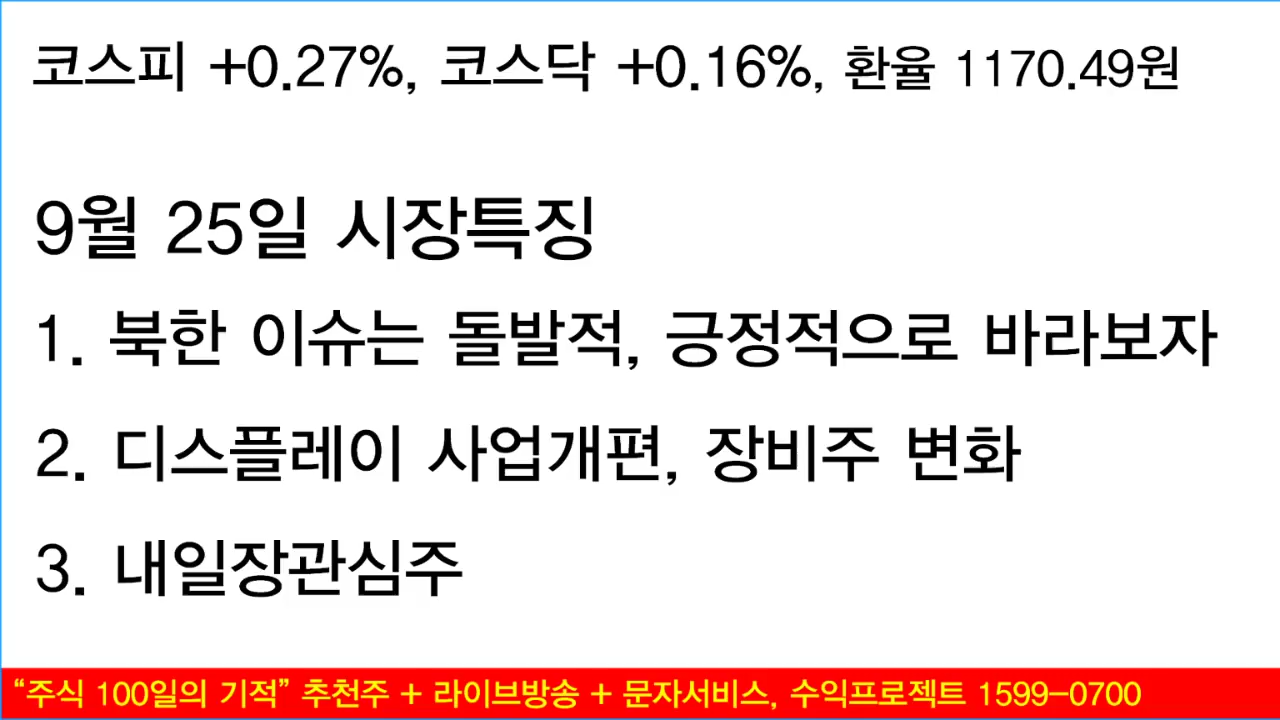 코스피 +0.27%, 코스닥 +0.16%, 환율 1170.49원
9월 25일 시장특징
1. 북한 이슈는 돌발적, 긍정적으로 바라보자
2. 디스플레이 사업개편, 장비주 변화
3. 내일장관심주
“주식 100일의 기적” 추천주 + 라이브방송 + 문자서비스, 수익프로젝트 1599-0700